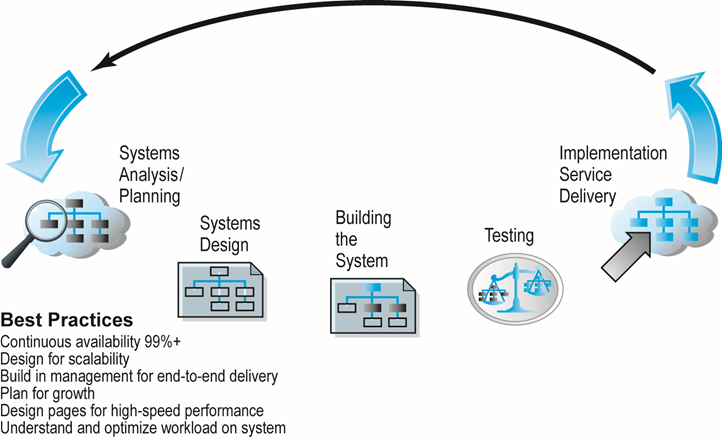 Systems
Analysis/
Planning
Systems
Design
Building
the
System
Testing
Implementation
Service
Delivery
Best Practices
Continuous availability 99%+
Design for scalability
Build in management for end-to-end delivery
Plan for growth
Design pages for high-speed performance
Understand and optimize workload on system